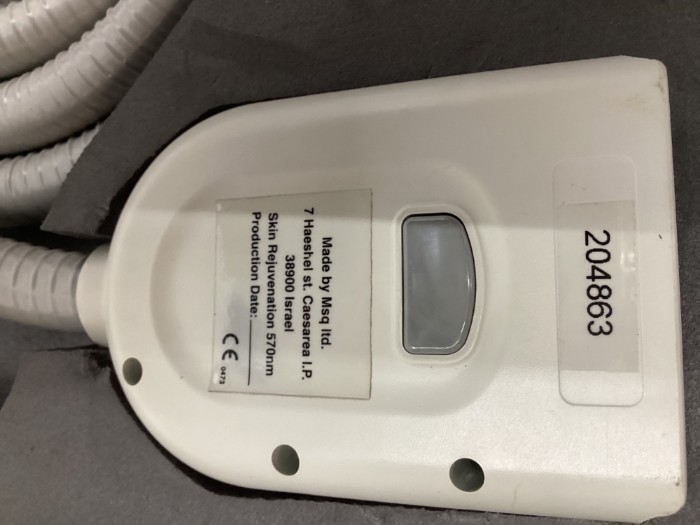 204863
Made by Msq ltd.
7 Haeshel st. Caesarea I.P.
38900 Israel
Skin Rejuvenation 570nm
Production Date:
CE 0473